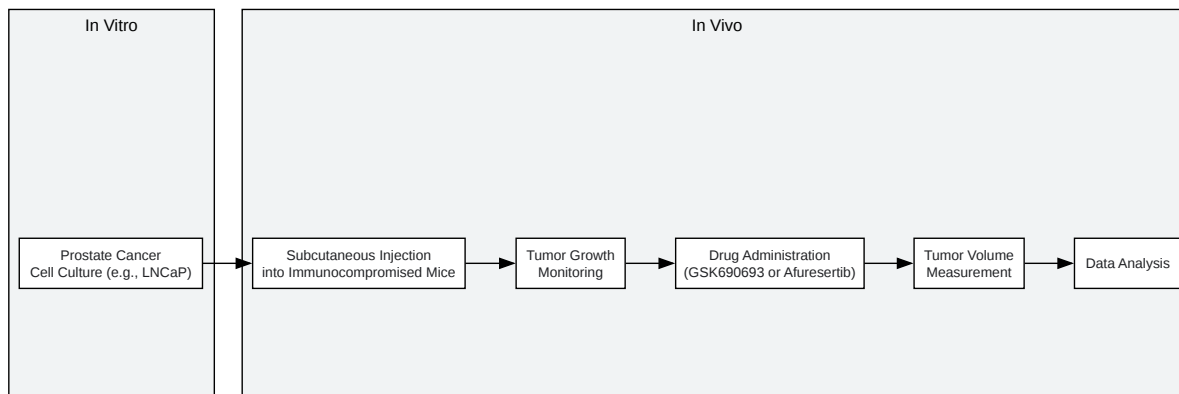 In Vitro
In Vivo
Prostate Cancer
Cell Culture (e.g., LNCaP)
Subcutaneous Injection
into Immunocompromised Mice
Tumor Growth
Monitoring
Drug Administration
(GSK690693 or Afuresertib)
Tumor Volume
Measurement
Data Analysis